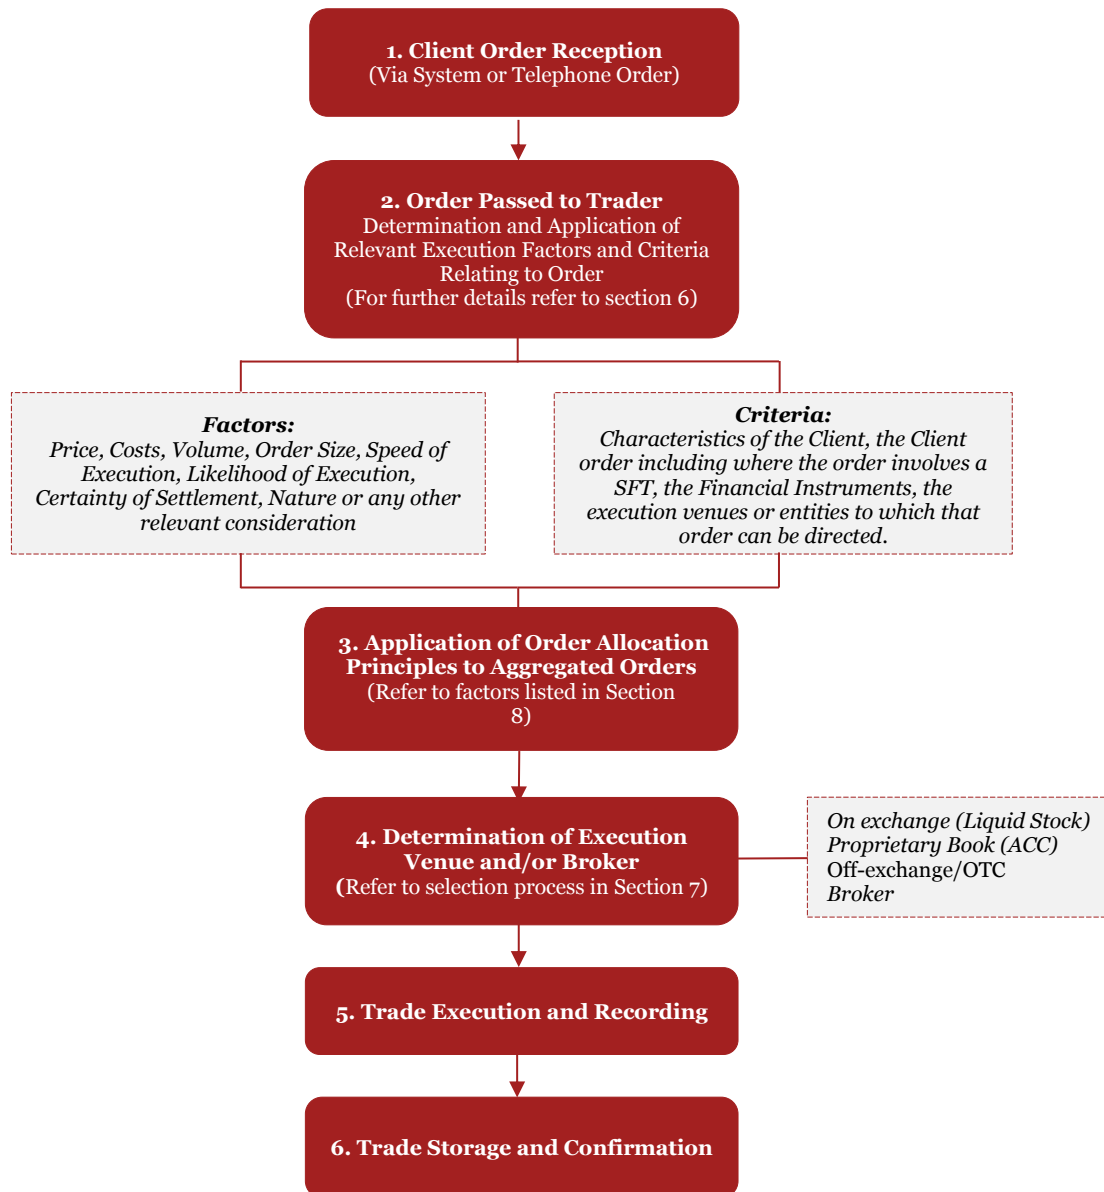 1. Client Order Reception
(Via System or Telephone Order)
2. Order Passed to Trader
Determination and Application of
Relevant Execution Factors and Criteria
Relating to Order
(For further details refer to section 6)
Factors:
Price, Costs, Volume, Order Size, Speed of
Execution, Likelihood of Execution,
Certainty of Settlement, Nature or any other
relevant consideration
Criteria:
Characteristics of the Client, the Client
order including where the order involves a
SFT, the Financial Instruments, the
execution venues or entities to which that
order can be directed.
3. Application of Order Allocation
Principles to Aggregated Orders
(Refer to factors listed in Section
8)
4. Determination of Execution
Venue and/or Broker
(Refer to selection process in Section 7)
On exchange (Liquid Stock)
Proprietary Book (ACC)
Off-exchange/OTC
Broker
5. Trade Execution and Recording
6. Trade Storage and Confirmation